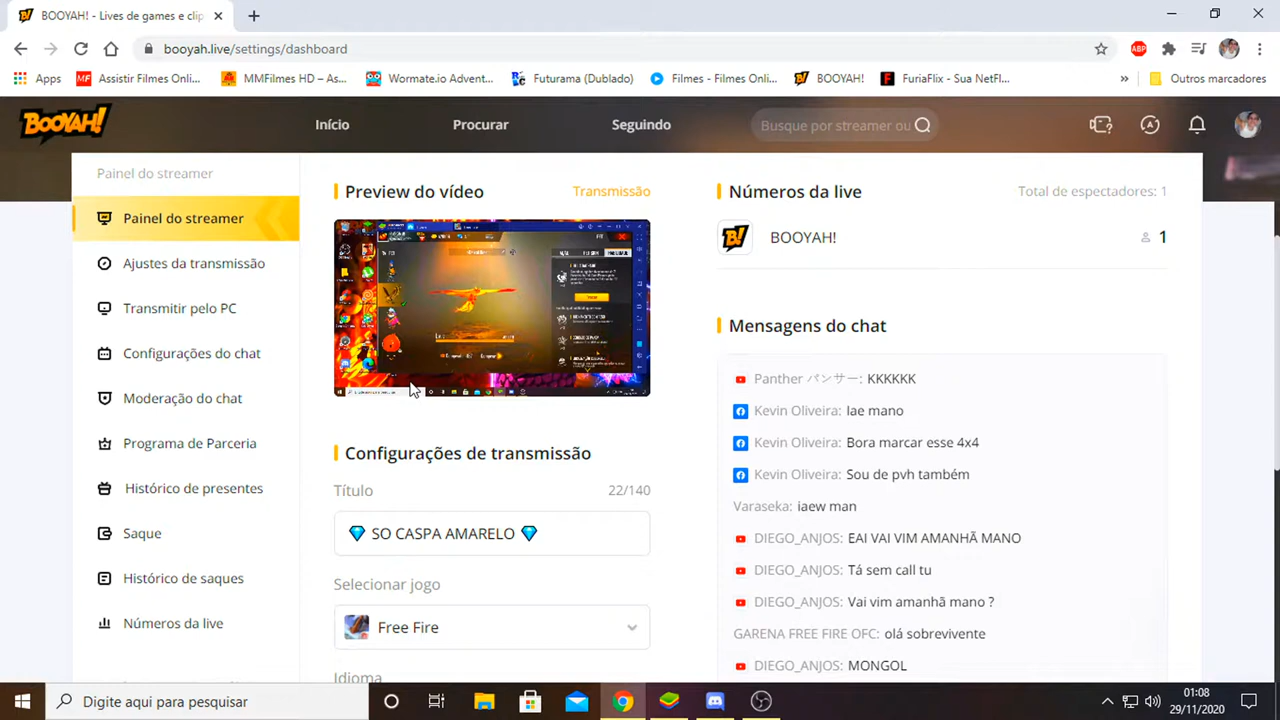 BOOYAH! - Lives de games e clip
booyah.live/settings/dashboard
ABP
Apps
Assistir Filmes Onli...
MMFilmes HD – As...
Wormate.io Advent...
Futurama (Dublado)
Filmes - Filmes Onli...
BOOYAH!
FuriaFlix - Sua NetFl...
»
Outros marcadores
BOOYAH!
Início
Procurar
Seguindo
Busque por streamer ou
Painel do streamer
Painel do streamer
Ajustes da transmissão
Transmitir pelo PC
Configurações do chat
Moderação do chat
Programa de Parceria
Histórico de presentes
Saque
Histórico de saques
Números da live
Preview do vídeo
Transmissão
Configurações de transmissão
Título
22/140
💎 SO CASPA AMARELO 💎
Selecionar jogo
Free Fire
Idioma
Números da live
Total de espectadores: 1
BOOYAH!
1
Mensagens do chat
Panther パンサー: KKKKKK
Kevin Oliveira: Iae mano
Kevin Oliveira: Bora marcar esse 4x4
Kevin Oliveira: Sou de pvh também
Varaseka: iaew man
DIEGO_ANJOS: EAI VAI VIM AMANHÃ MANO
DIEGO_ANJOS: Tá sem call tu
DIEGO_ANJOS: Vai vim amanhã mano ?
GARENA FREE FIRE OFC: olá sobrevivente
DIEGO_ANJOS: MONGOL
Digite aqui para pesquisar
01:08
29/11/2020